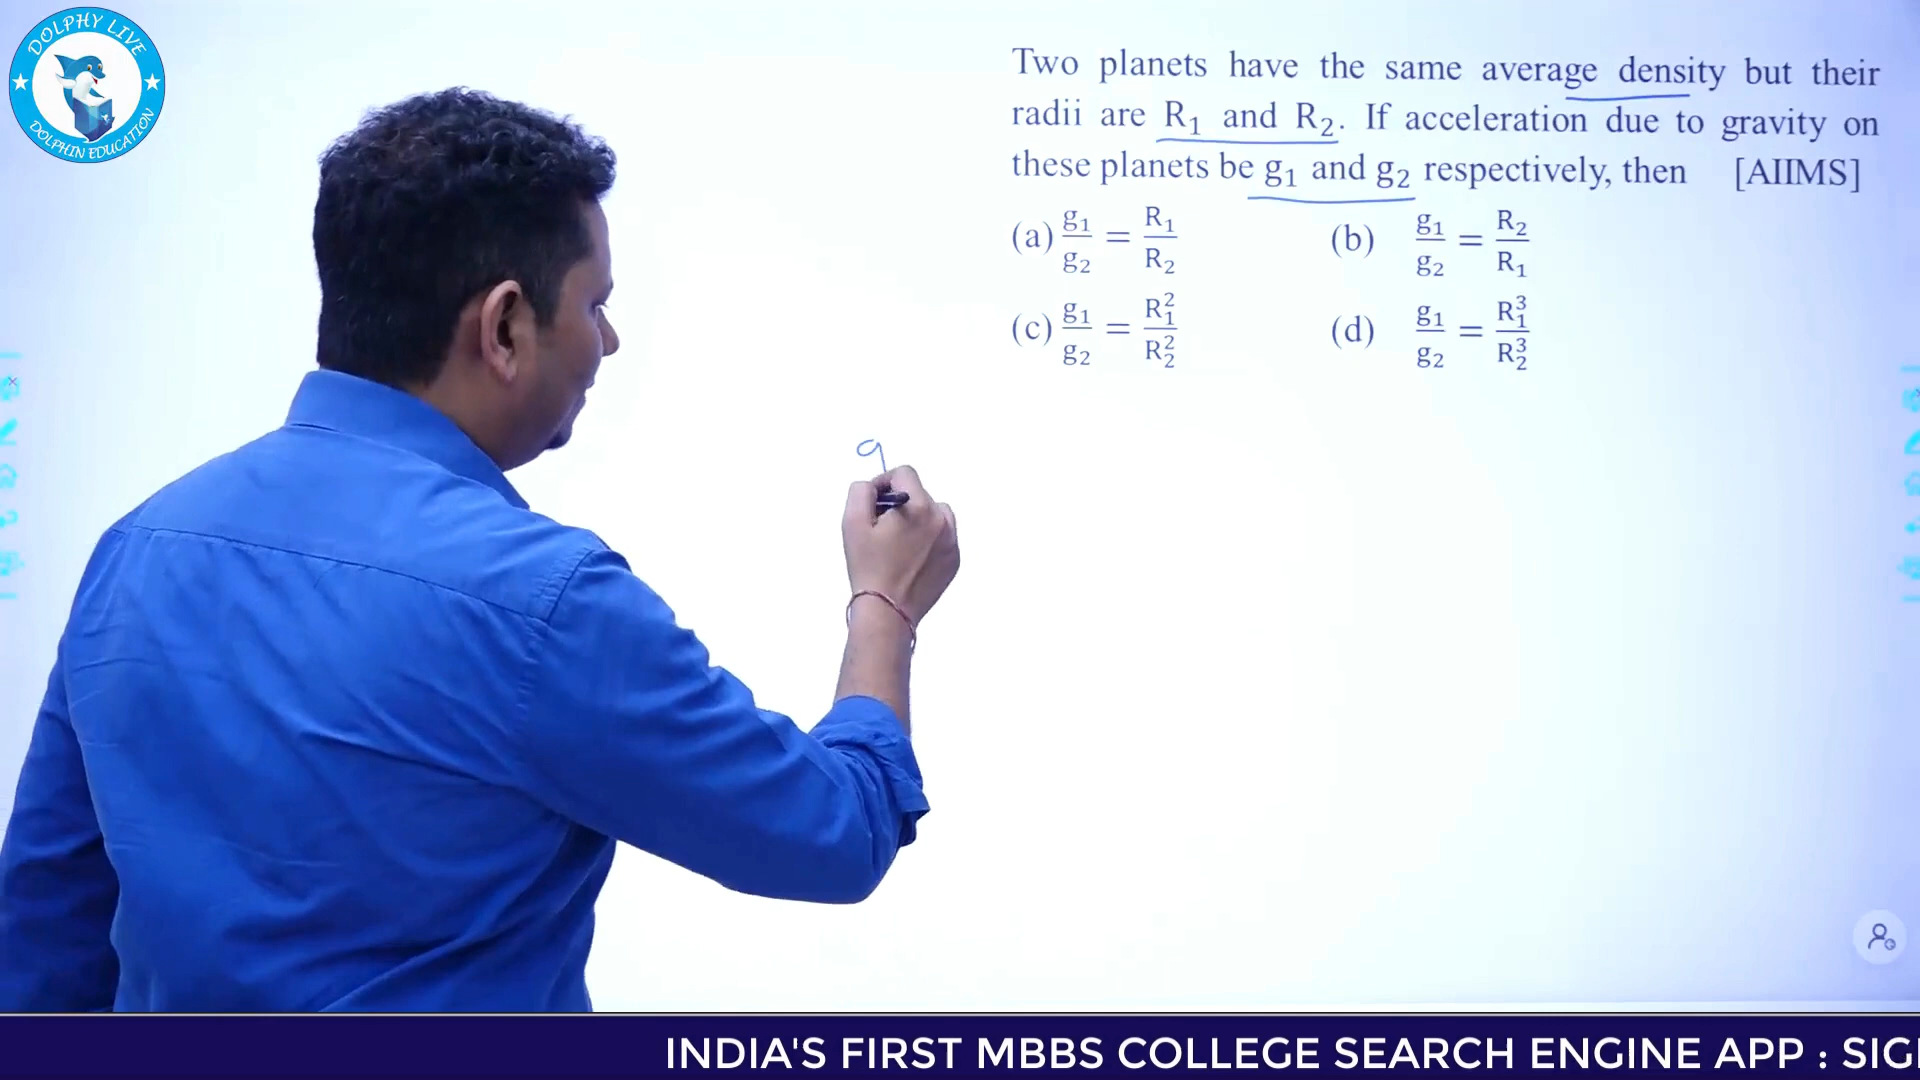 DOLPHY LIVE
DOLPHIN EDUCATION
Two planets have the same average density but their
radii are R₁ and R₂. If acceleration due to gravity on
these planets be g₁ and g₂ respectively, then [AIIMS]
(a) g₁/g₂ = R₁/R₂ (b) g₁/g₂ = R₂/R₁
(c) g₁/g₂ = R₁²/R₂² (d) g₁/g₂ = R₁³/R₂³
g
INDIA'S FIRST MBBS COLLEGE SEARCH ENGINE APP : SIG